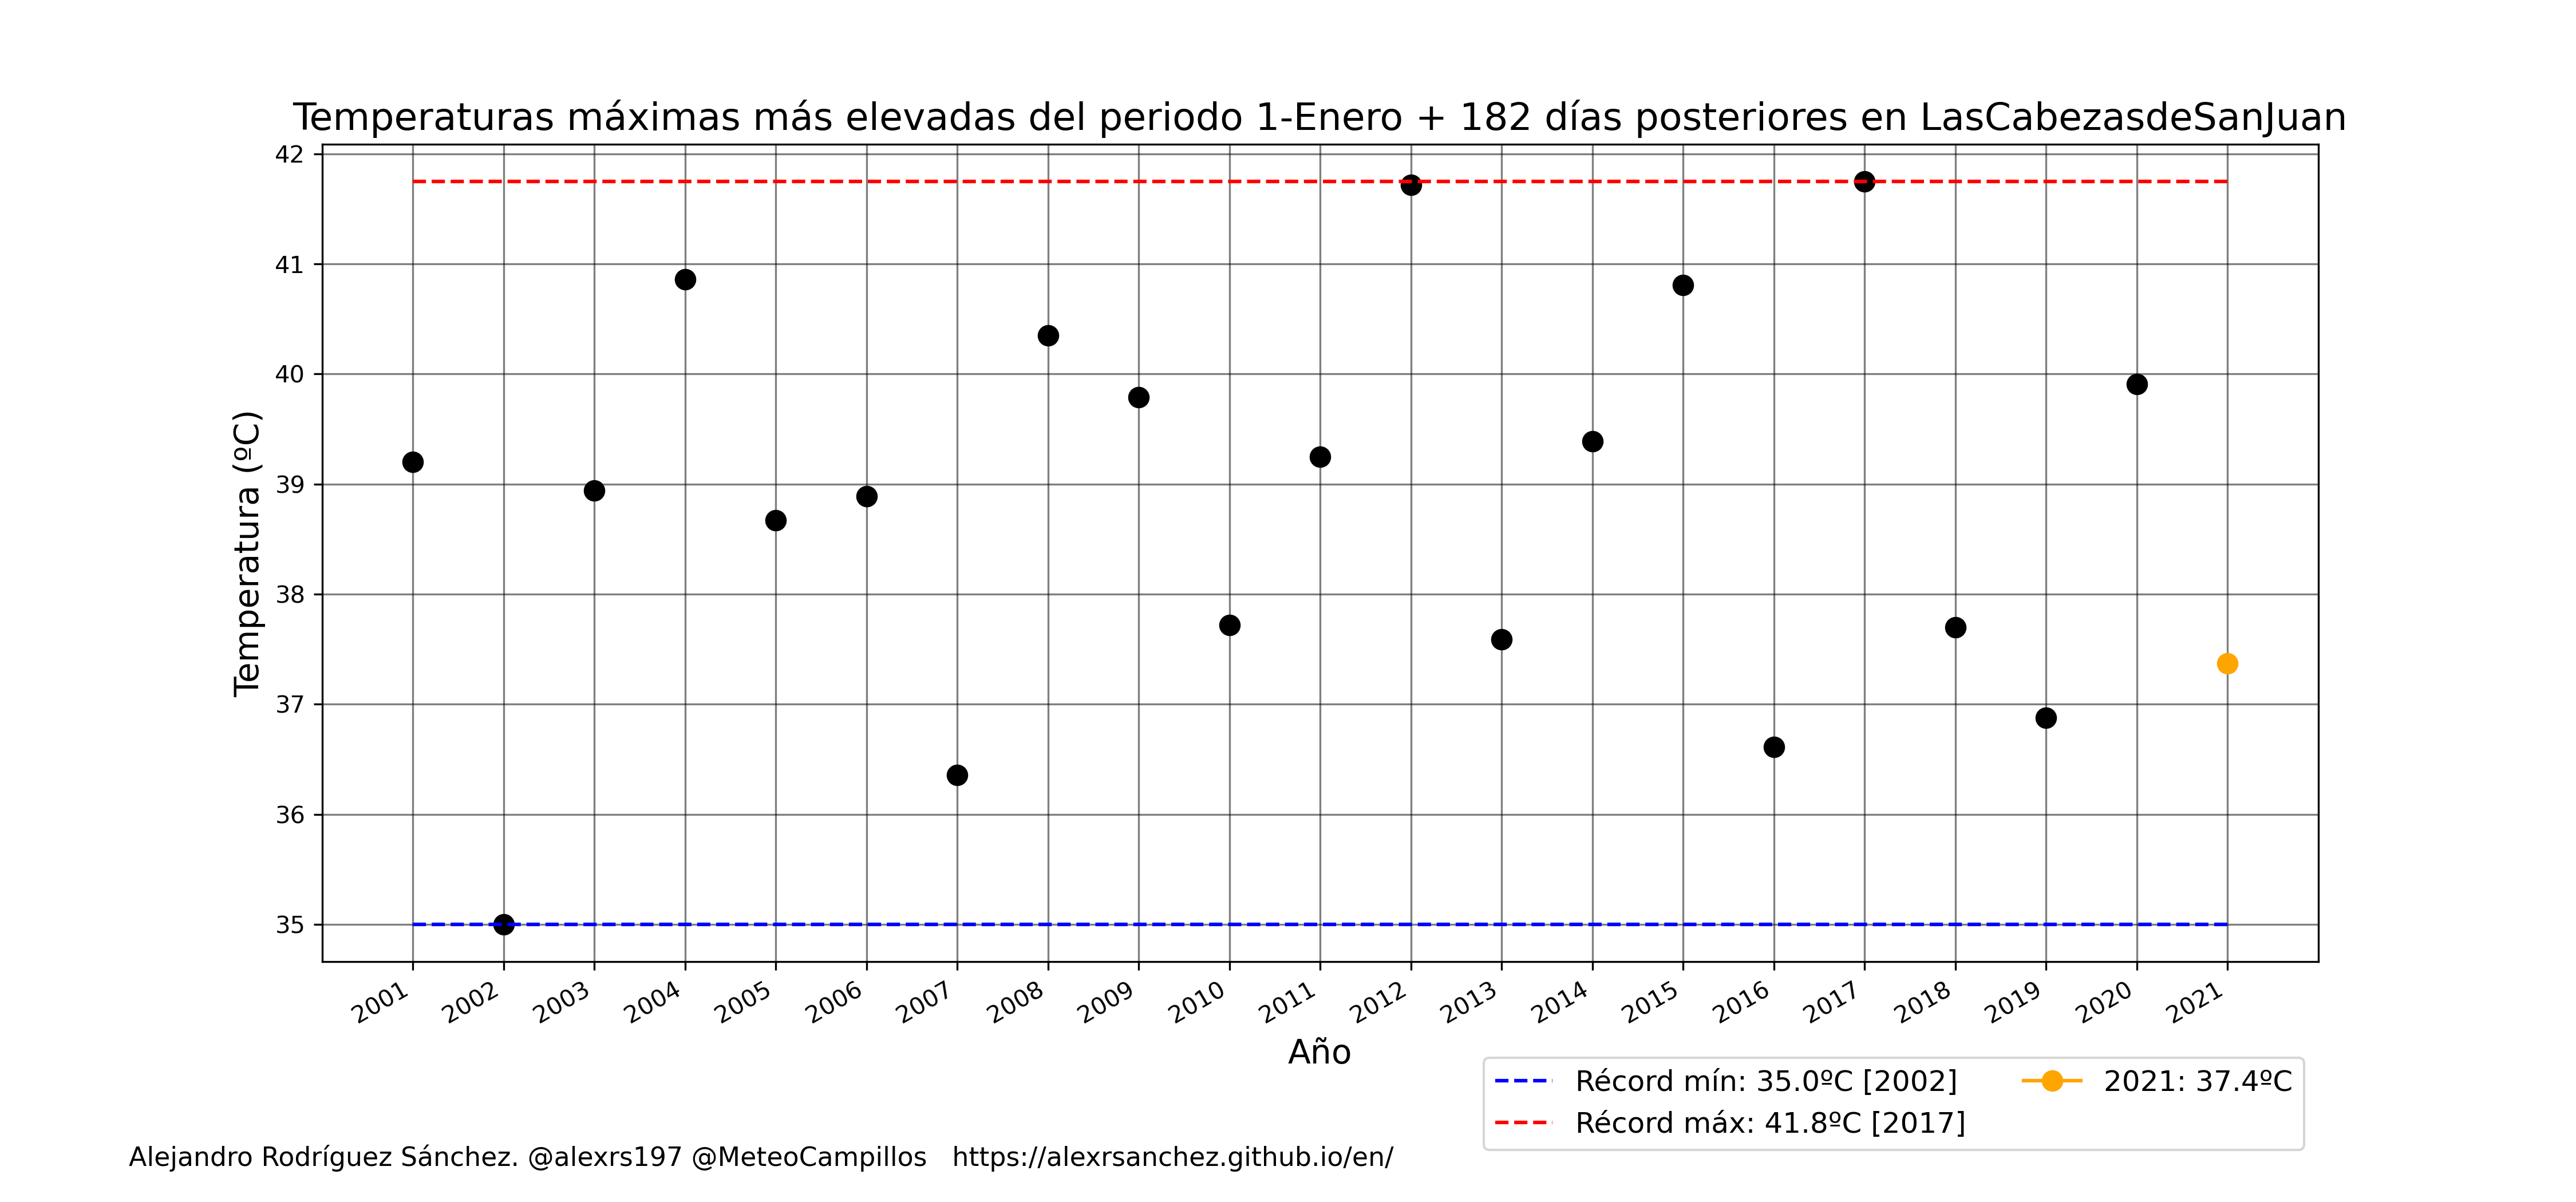 Temperaturas máximas más elevadas del periodo 1-Enero + 182 días posteriores en LasCabezasdeSanJuan
42
41
40
39
38
37
36
35
Temperatura (ºC)
2001 2002 2003 2004 2005 2006 2007 2008 2009 2010 2011 2012 2013 2014 2015 2016 2017 2018 2019 2020 2021
Año
Récord mín: 35.0ºC [2002] 2021: 37.4ºC
Récord máx: 41.8ºC [2017]
Alejandro Rodríguez Sánchez. @alexrs197 @MeteoCampillos https://alexrsanchez.github.io/en/